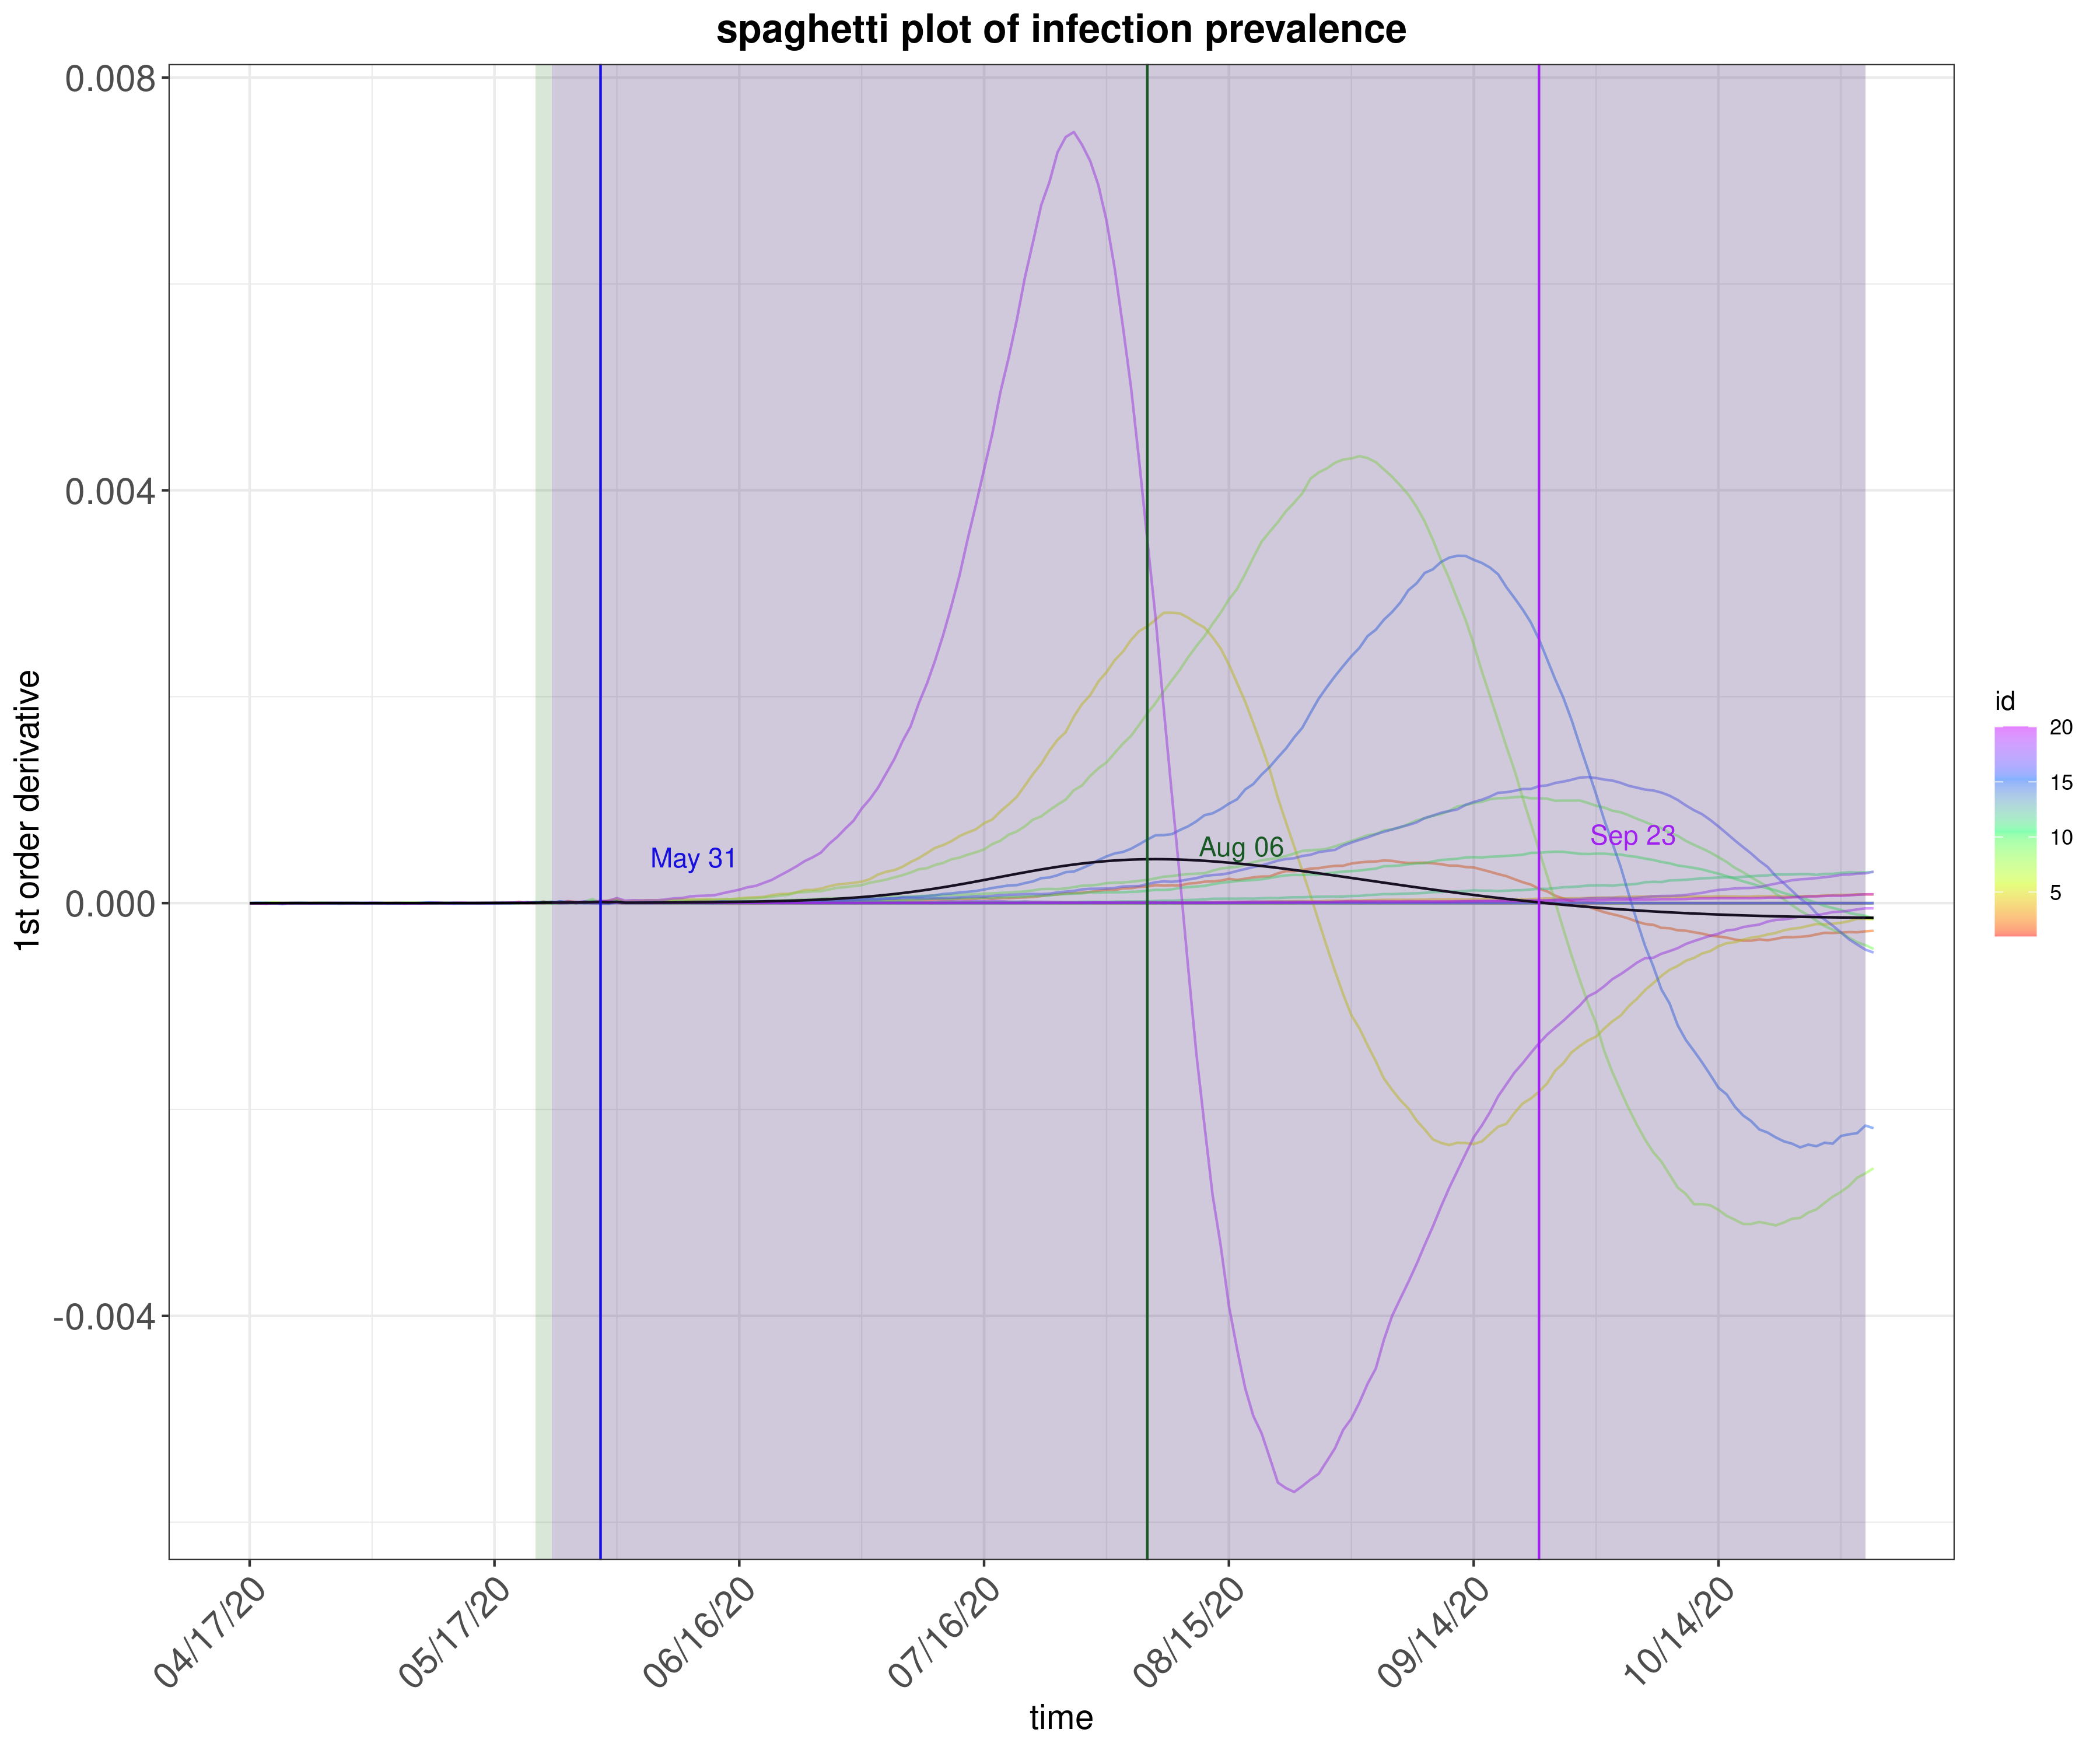 spaghetti plot of infection prevalence
0.008
0.004
0.000
-0.004
1st order derivative
May 31
Aug 06
Sep 23
id
20
15
10
5
04/17/20
05/17/20
06/16/20
07/16/20
08/15/20
09/14/20
10/14/20
time